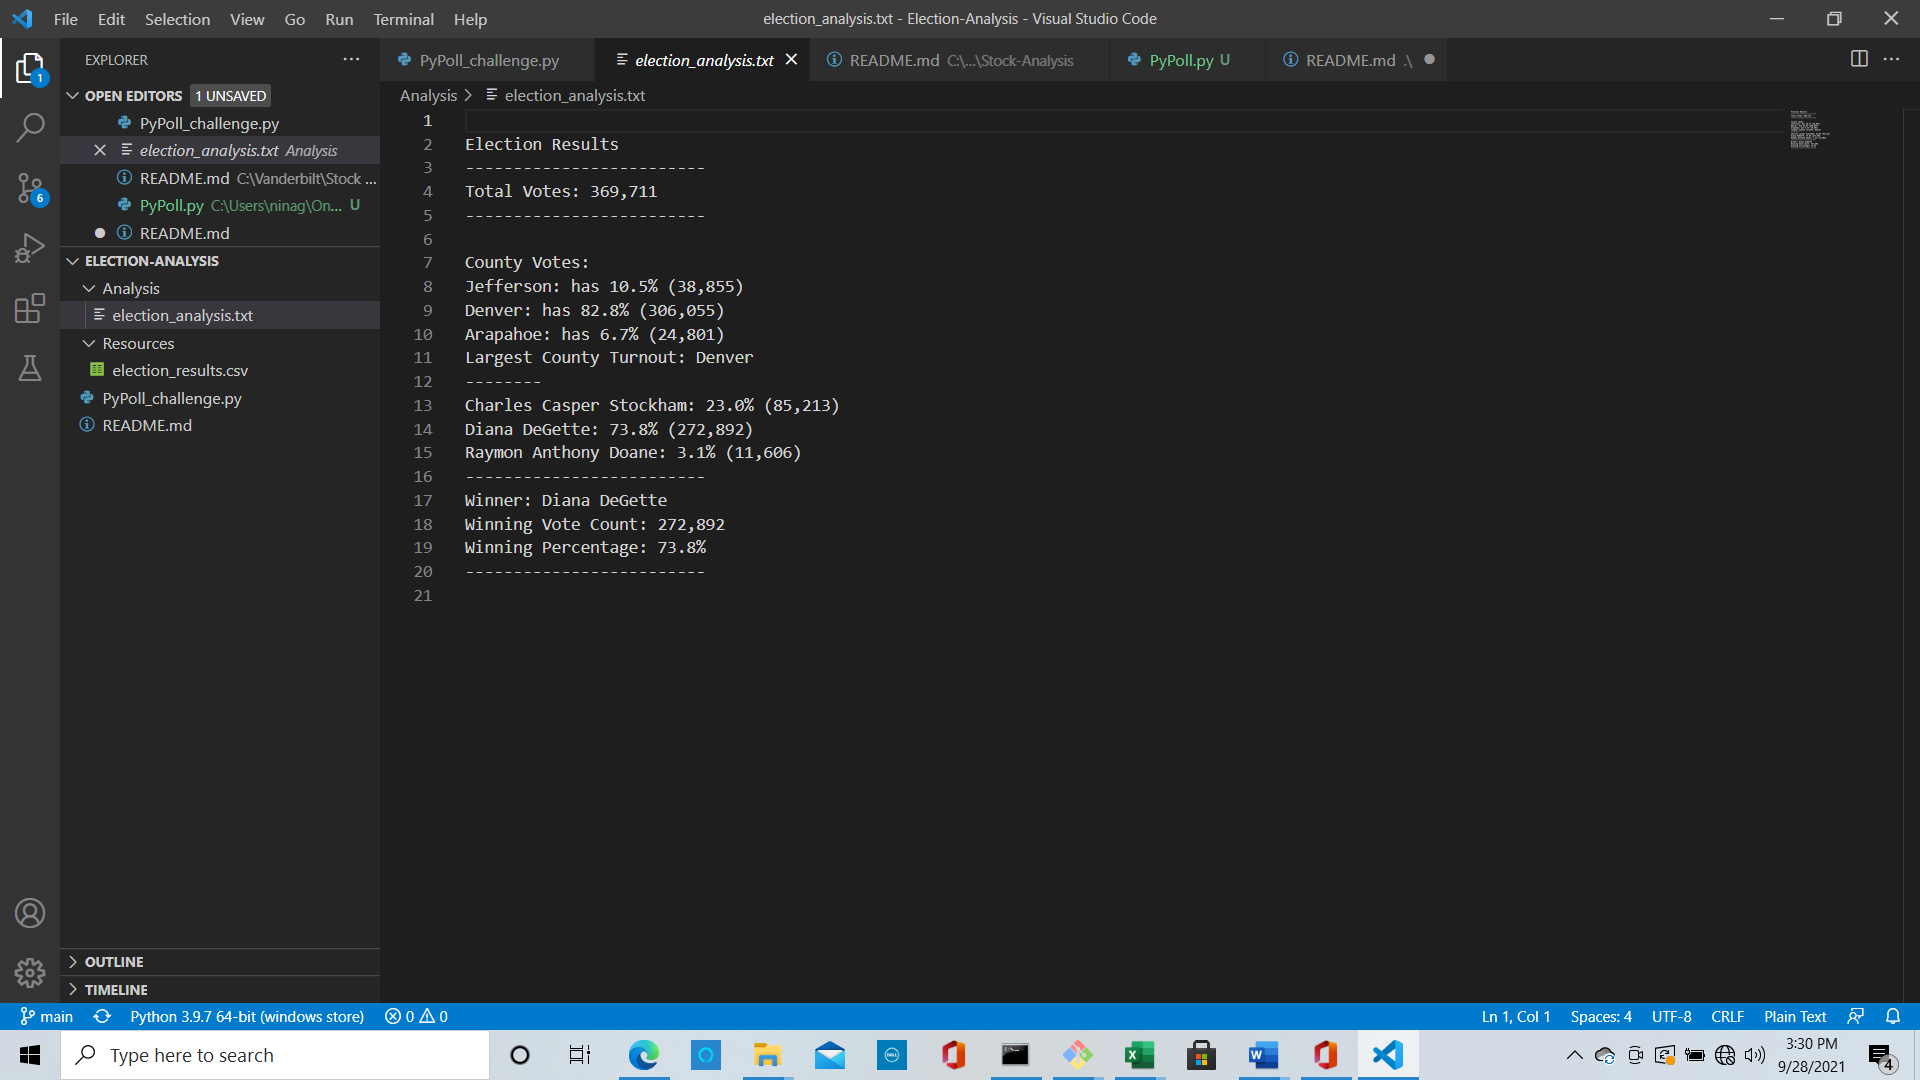 File Edit Selection View Go Run Terminal Help
election_analysis.txt - Election-Analysis - Visual Studio Code
EXPLORER
PyPoll_challenge.py
election_analysis.txt
README.md C:\...\Stock-Analysis
PyPoll.py U
README.md .\
OPEN EDITORS 1 UNSAVED
PyPoll_challenge.py
election_analysis.txt Analysis
README.md C:\Vanderbilt\Stock ...
PyPoll.py C:\Users\ninag\On... U
README.md
ELECTION-ANALYSIS
Analysis
election_analysis.txt
Resources
election_results.csv
PyPoll_challenge.py
README.md
OUTLINE
TIMELINE
1
6
Analysis > election_analysis.txt
1
2 Election Results
3 -------------------------
4 Total Votes: 369,711
5 -------------------------
6
7 County Votes:
8 Jefferson: has 10.5% (38,855)
9 Denver: has 82.8% (306,055)
10 Arapahoe: has 6.7% (24,801)
11 Largest County Turnout: Denver
12 --------
13 Charles Casper Stockham: 23.0% (85,213)
14 Diana DeGette: 73.8% (272,892)
15 Raymon Anthony Doane: 3.1% (11,606)
16 -------------------------
17 Winner: Diana DeGette
18 Winning Vote Count: 272,892
19 Winning Percentage: 73.8%
20 -------------------------
21
main Python 3.9.7 64-bit (windows store) 0 0
Ln 1, Col 1 Spaces: 4 UTF-8 CRLF Plain Text
Type here to search
DELL
3:30 PM
9/28/2021
4